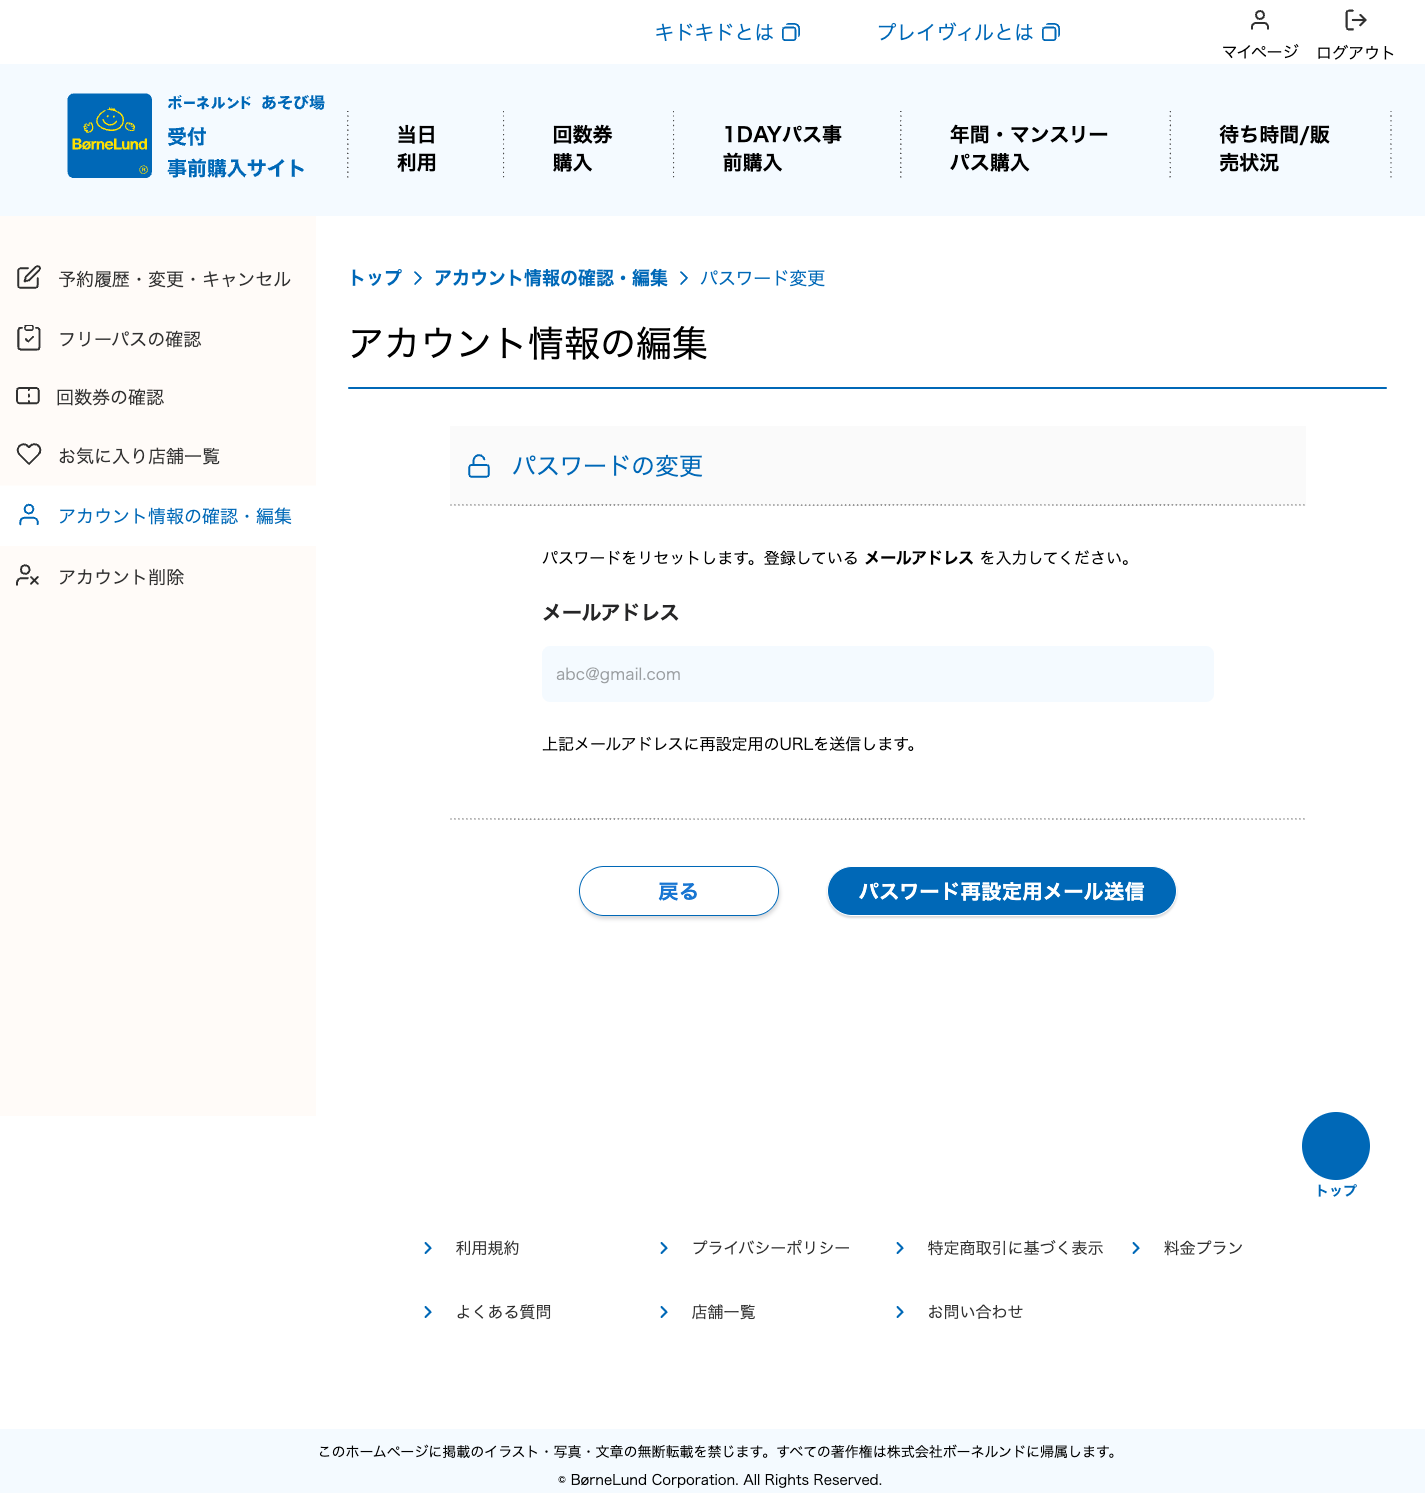 キドキドとは
プレイヴィルとは
マイページ
ログアウト
BørneLund
®
ボーネルンド あそび場
受付
事前購入サイト
当日
利用
回数券
購入
1DAYパス事
前購入
年間・マンスリー
パス購入
待ち時間/販
売状況
予約履歴・変更・キャンセル
フリーパスの確認
回数券の確認
お気に入り店舗一覧
アカウント情報の確認・編集
アカウント削除
トップ > アカウント情報の確認・編集 > パスワード変更
アカウント情報の編集
パスワードの変更
パスワードをリセットします。登録している メールアドレス を入力してください。
メールアドレス
abc@gmail.com
上記メールアドレスに再設定用のURLを送信します。
戻る
パスワード再設定用メール送信
トップ
利用規約
プライバシーポリシー
特定商取引に基づく表示
料金プラン
よくある質問
店舗一覧
お問い合わせ
このホームページに掲載のイラスト・写真・文章の無断転載を禁じます。すべての著作権は株式会社ボーネルンドに帰属します。
© BørneLund Corporation. All Rights Reserved.